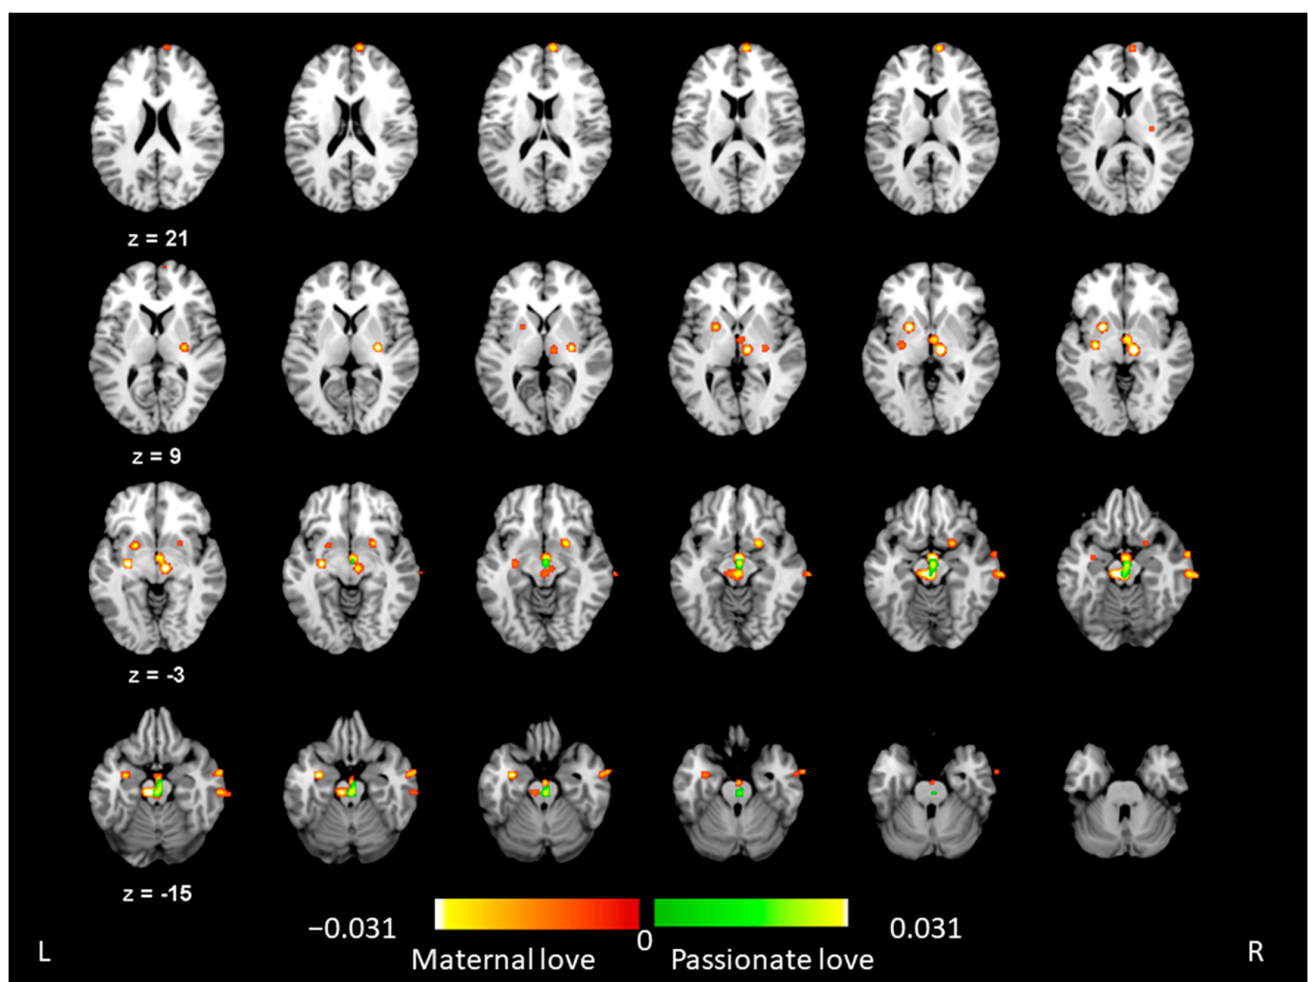 z = 21
z = 9
z = -3
z = -15
−0.031
0
0.031
Maternal love
Passionate love
L
R